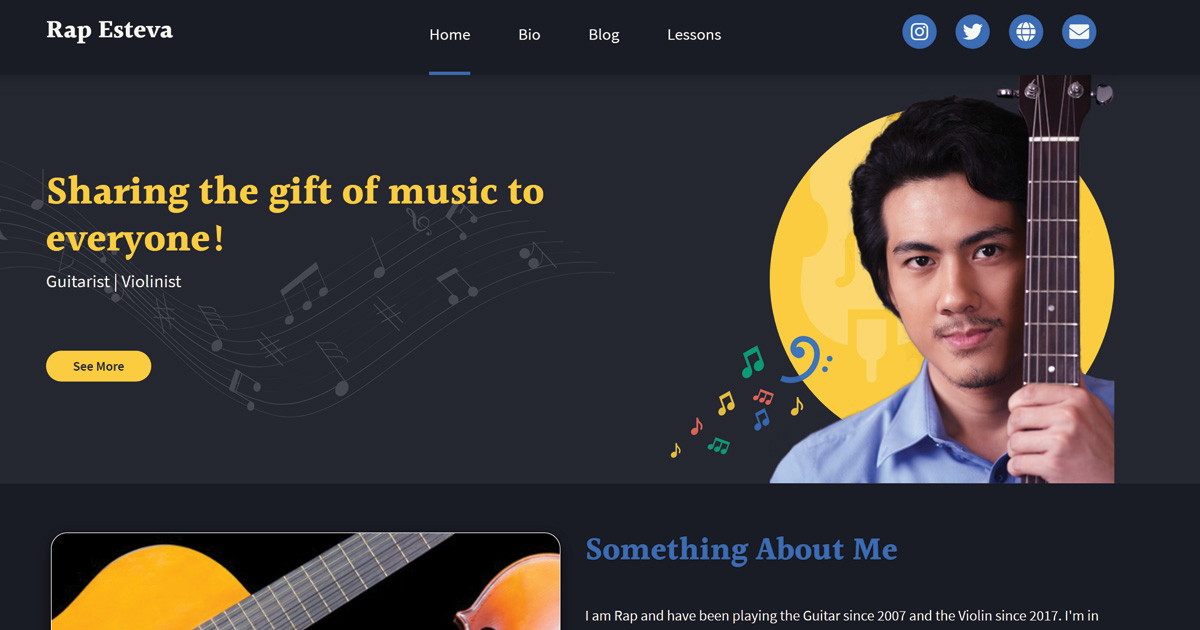 Rap Esteva
Home
Bio
Blog
Lessons
Sharing the gift of music to
everyone!
Guitarist | Violinist
See More
Something About Me
I am Rap and have been playing the Guitar since 2007 and the Violin since 2017. I'm in